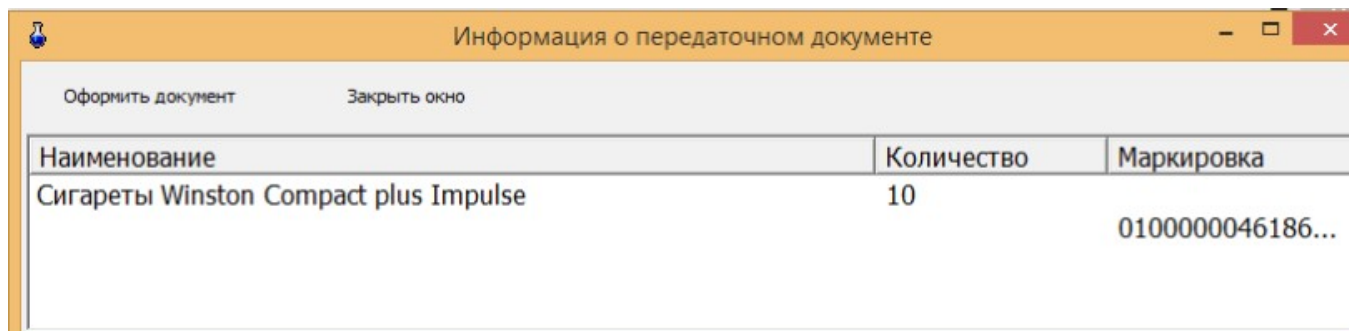 Информация о передаточном документе
Оформить документ Закрыть окно
Наименование Количество Маркировка
Сигареты Winston Compact plus Impulse 10
0100000046186...